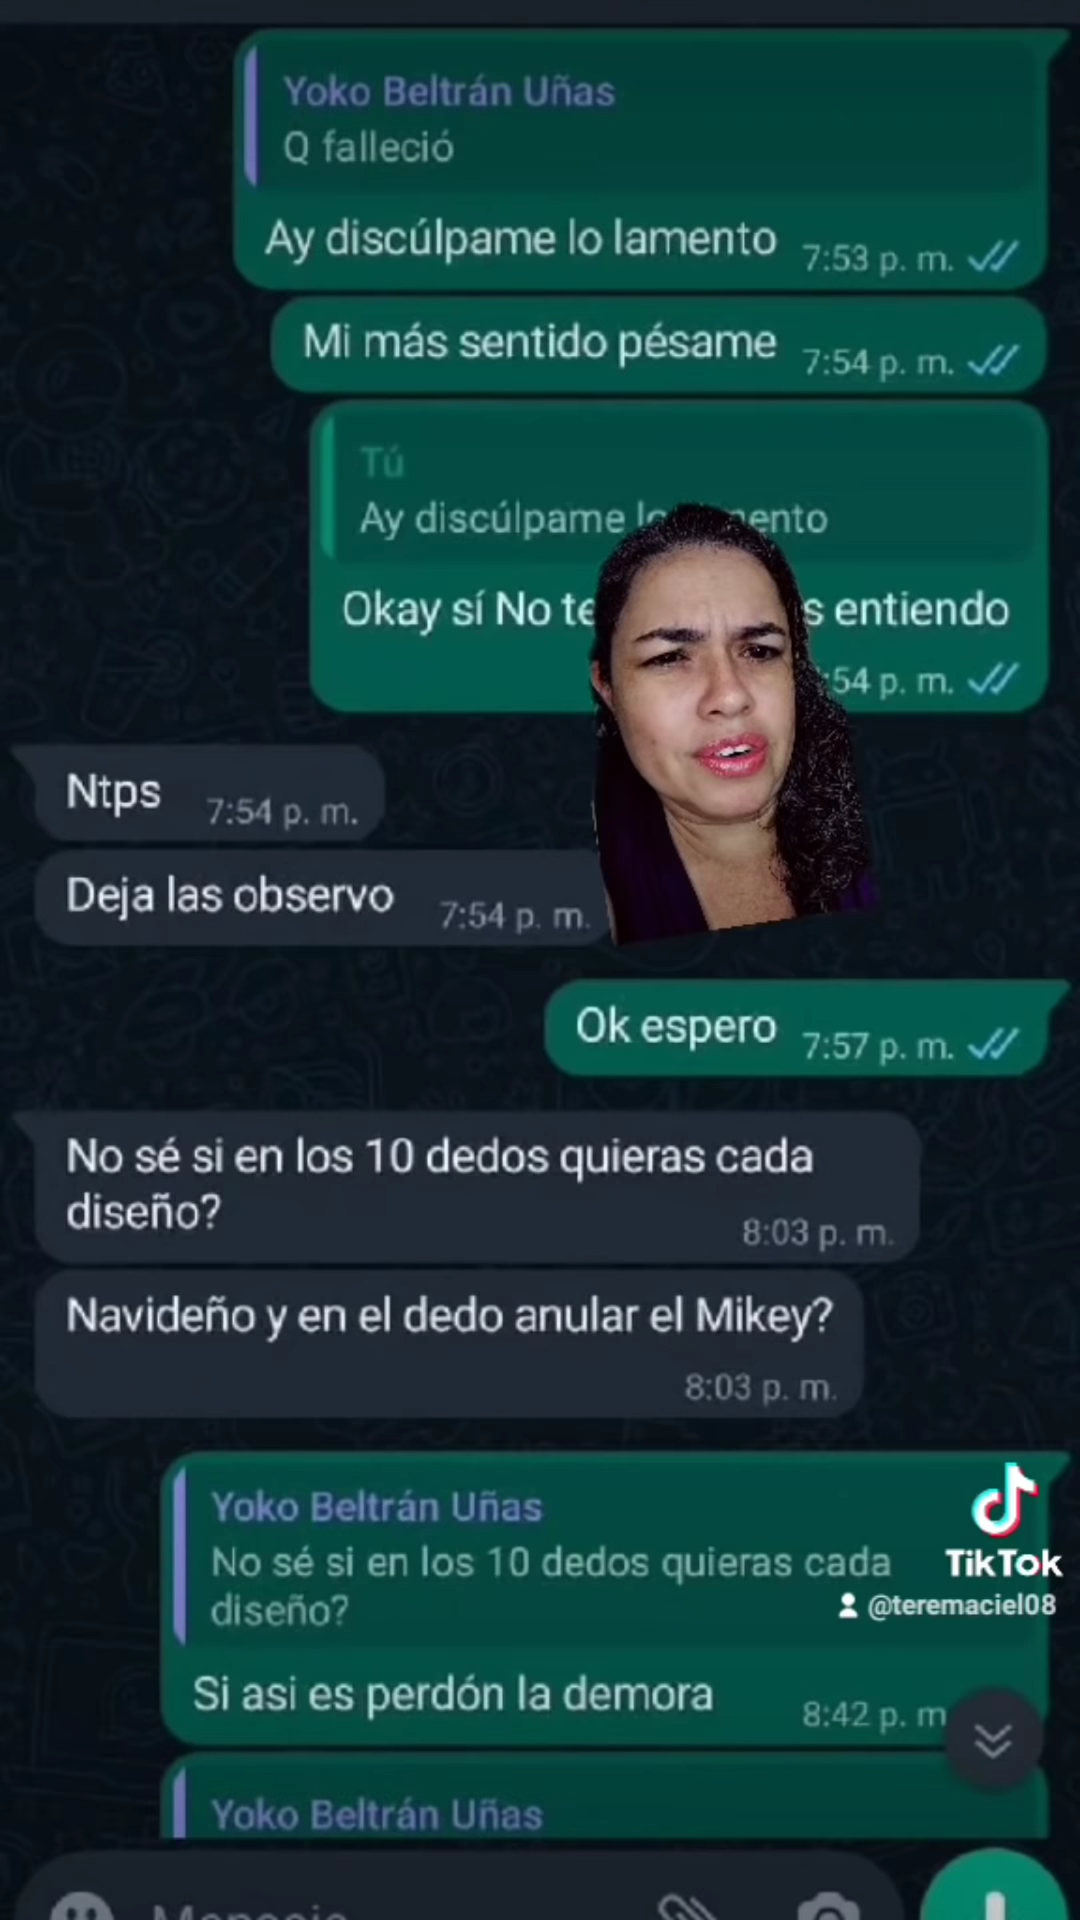 Yoko Beltrán Uñas
Q falleció
Ay discúlpame lo lamento 7:53 p. m.
Mi más sentido pésame 7:54 p. m.
Tú
Ay discúlpame
Okay sí No entiendo
54 p. m.
Ntps 7:54 p. m.
Deja las observo 7:54 p. m.
Ok espero 7:57 p. m.
No sé si en los 10 dedos quieras cada
diseño?
8:03 p. m.
Navideño y en el dedo anular el Mikey?
8:03 p. m.
Yoko Beltrán Uñas
No sé si en los 10 dedos quieras cada
diseño?
TikTok
@teremaciel08
Si asi es perdón la demora 8:42 p. m
Yoko Beltrán Uñas